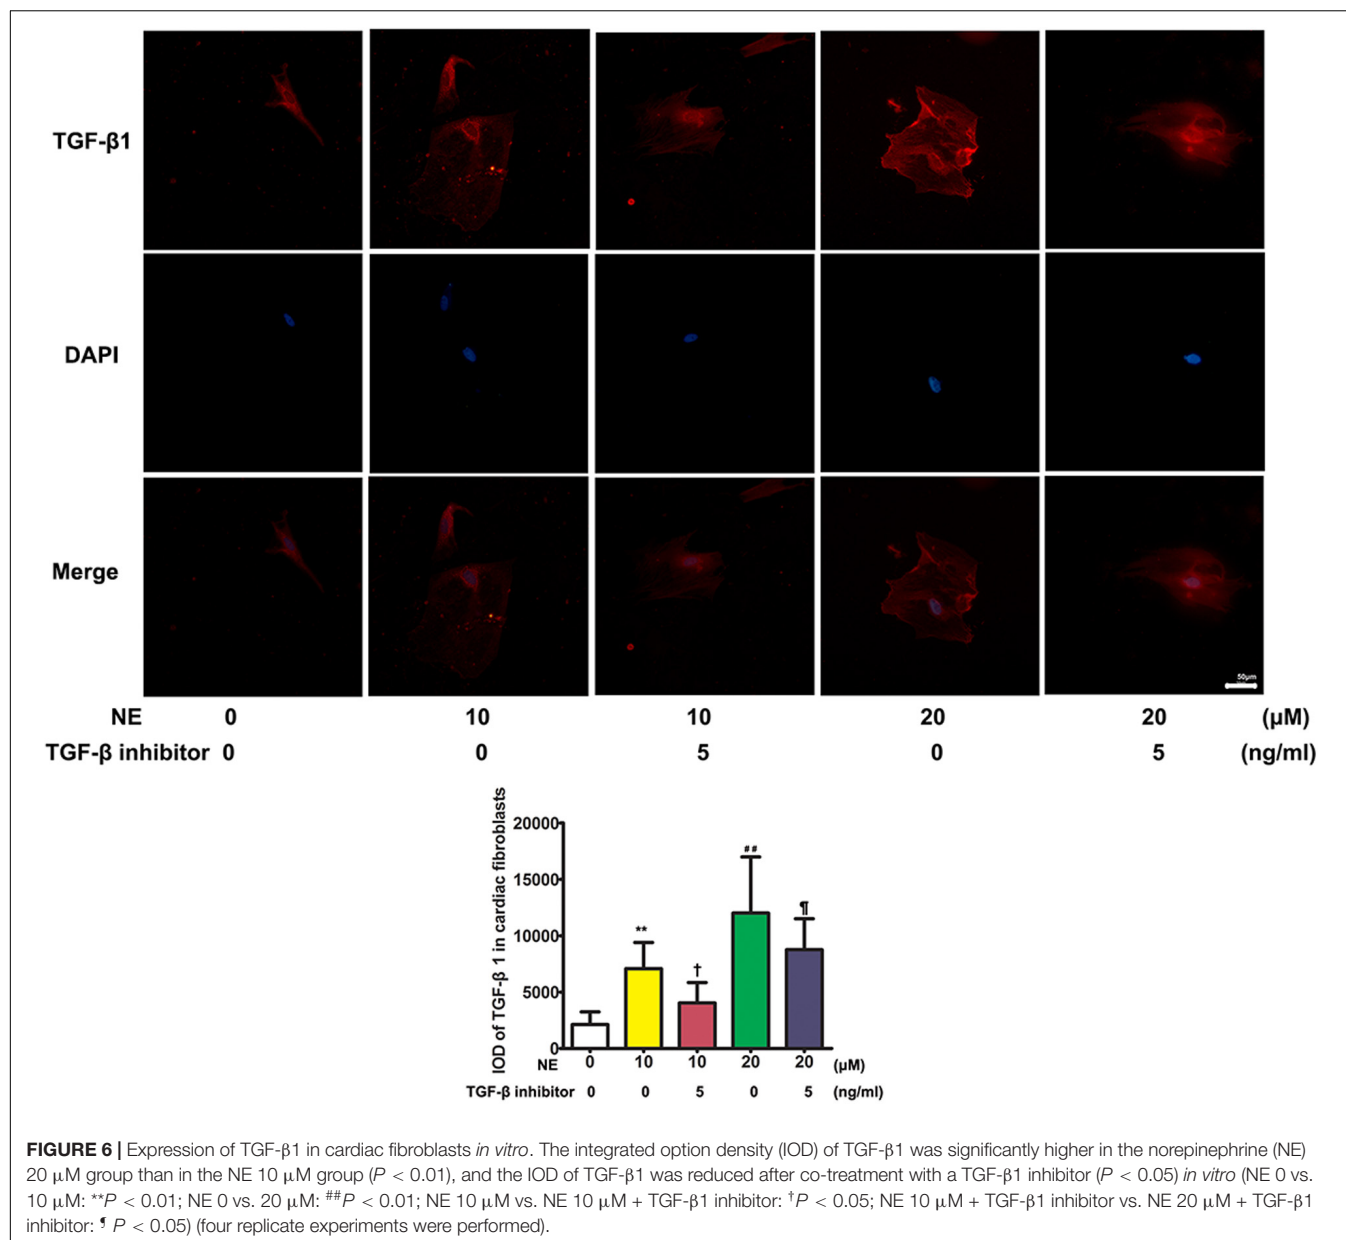 TGF-β1
DAPI
Merge
50μm
NE 0 10 10 20 20 (μM)
TGF-β inhibitor 0 0 5 0 5 (ng/ml)
IOD of TGF-β 1 in cardiac fibroblasts
20000
15000
10000
5000
0
**
†
##
¶
NE 0 10 10 20 20 (μM)
TGF-β inhibitor 0 0 5 0 5 (ng/ml)
FIGURE 6 | Expression of TGF-β1 in cardiac fibroblasts in vitro. The integrated option density (IOD) of TGF-β1 was significantly higher in the norepinephrine (NE)
20 μM group than in the NE 10 μM group (P < 0.01), and the IOD of TGF-β1 was reduced after co-treatment with a TGF-β1 inhibitor (P < 0.05) in vitro (NE 0 vs.
10 μM: **P < 0.01; NE 0 vs. 20 μM: ##P < 0.01; NE 10 μM vs. NE 10 μM + TGF-β1 inhibitor: †P < 0.05; NE 10 μM + TGF-β1 inhibitor vs. NE 20 μM + TGF-β1
inhibitor: ¶ P < 0.05) (four replicate experiments were performed).